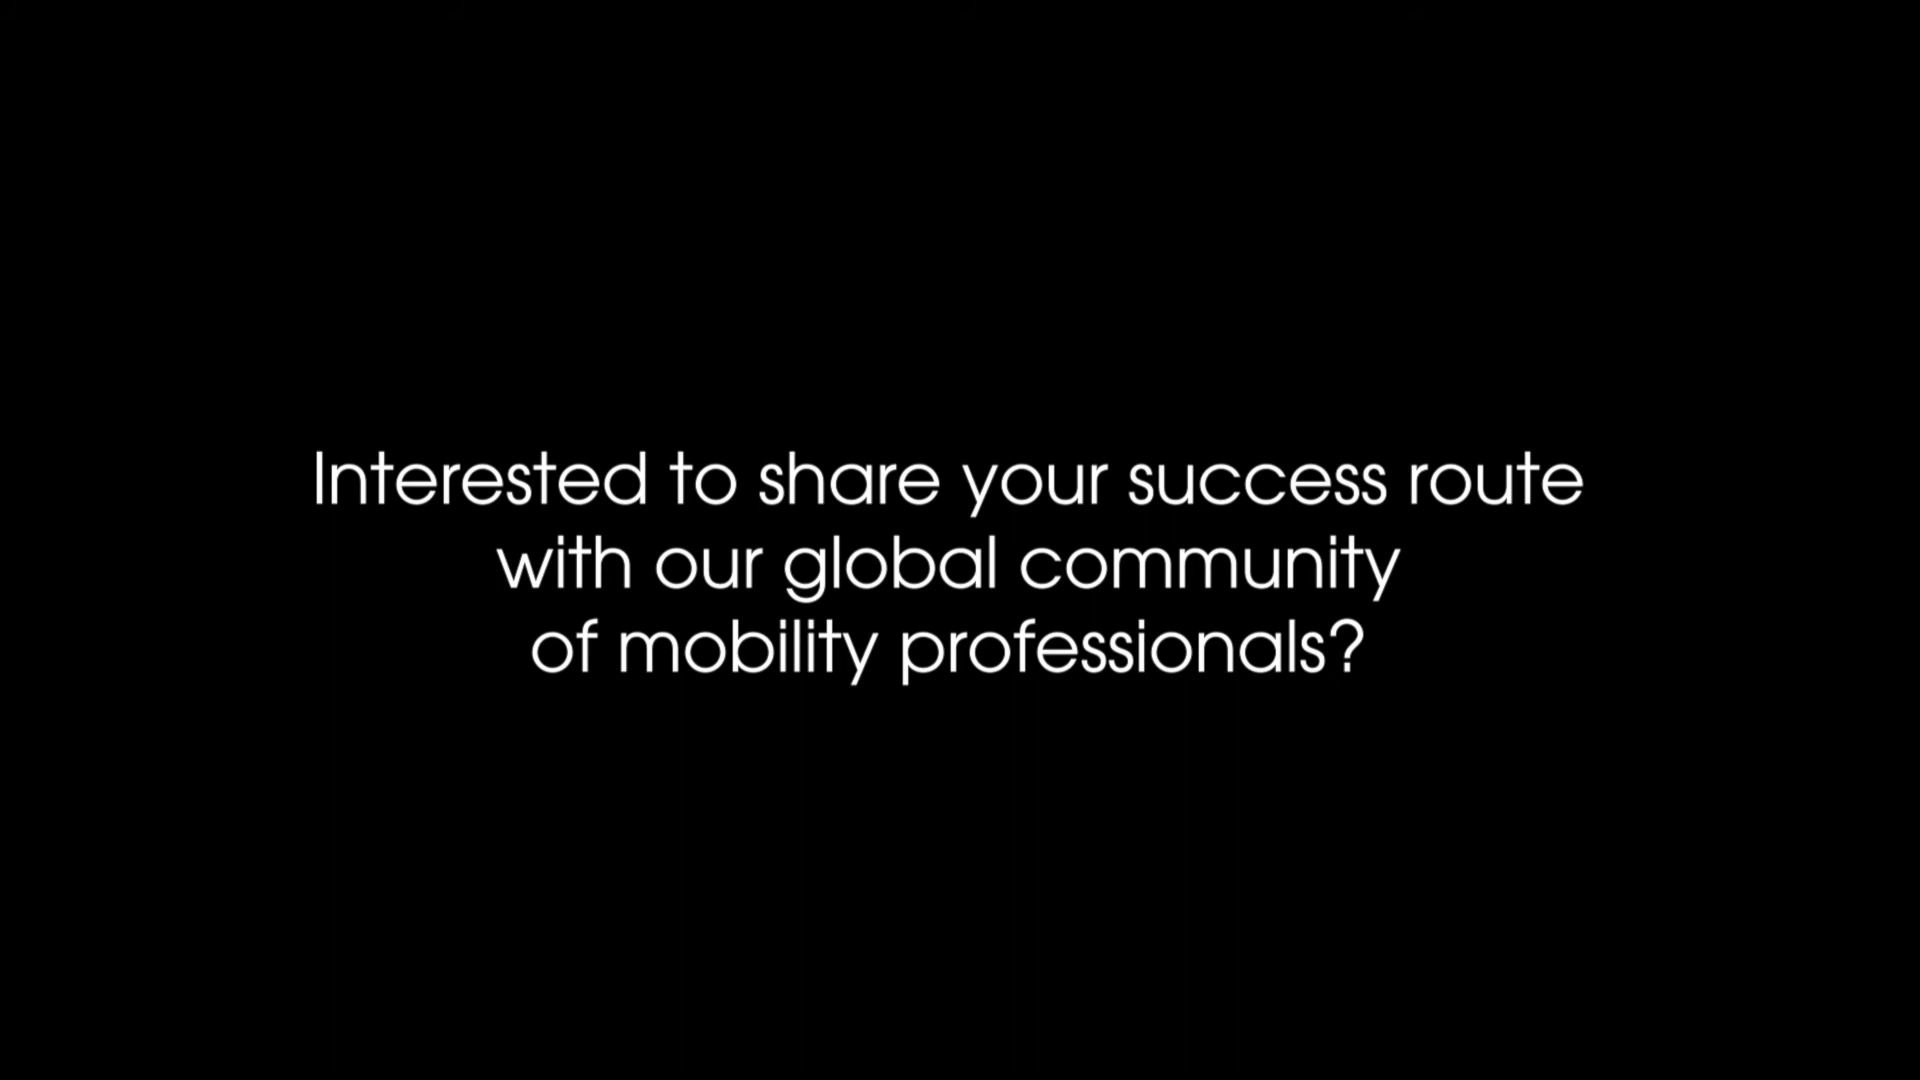 Interested to share your success route
with our global community
of mobility professionals?